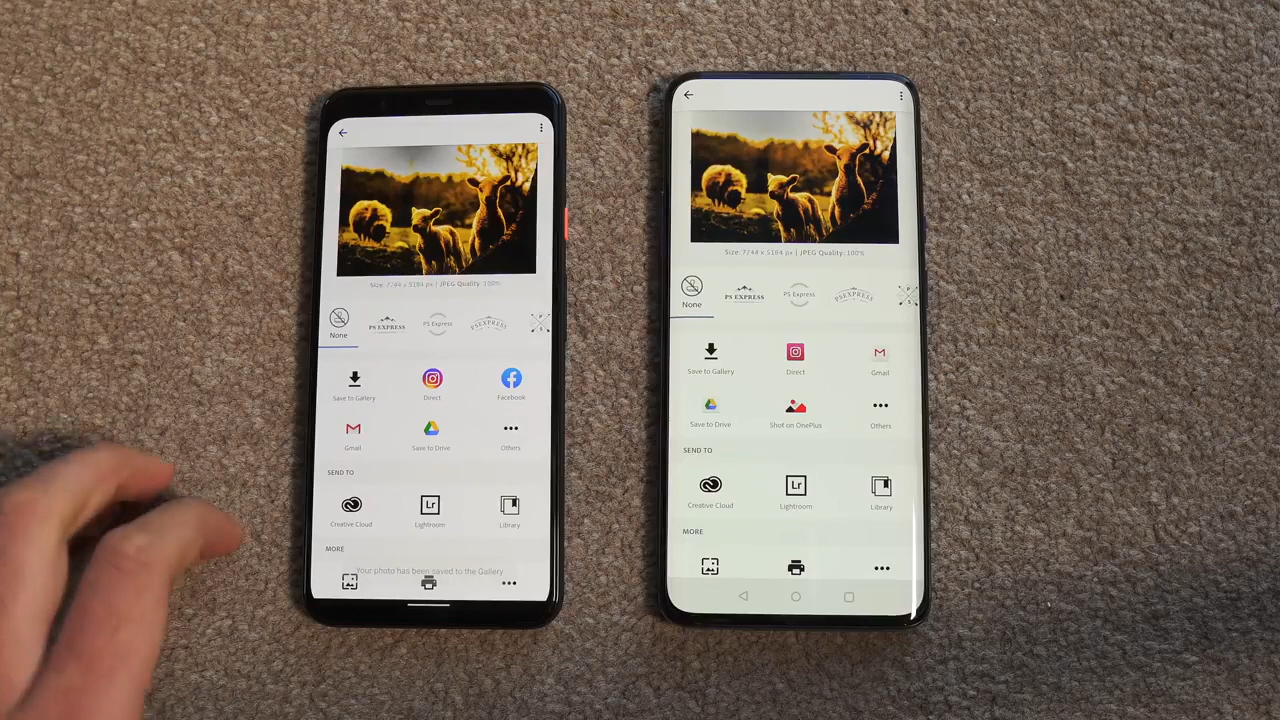 Size: 7744 x 5184 px | JPEG Quality: 100%
None
PS EXPRESS
PS Express
PSEXPRESS
P
S
Save to Gallery
Direct
Facebook
Gmail
Save to Drive
Others
SEND TO
Creative Cloud
Lr
Lightroom
Library
MORE
Your photo has been saved to the Gallery
Size: 7744 x 5184 px | JPEG Quality: 100%
None
PS EXPRESS
PS Express
PSEXPRESS
P
S
Save to Gallery
Direct
Gmail
Save to Drive
Shot on OnePlus
Others
SEND TO
Creative Cloud
Lr
Lightroom
Library
MORE